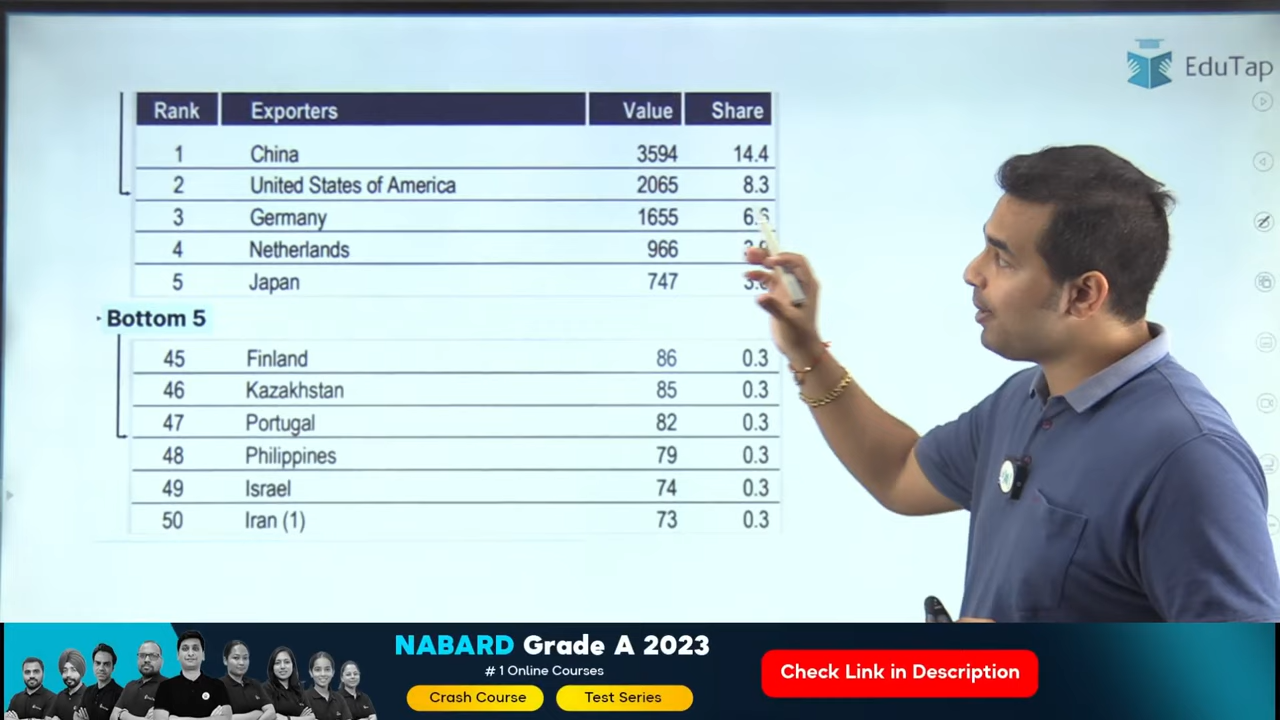 EduTap
Rank Exporters Value Share
1 China 3594 14.4
2 United States of America 2065 8.3
3 Germany 1655 6.6
4 Netherlands 966
5 Japan 747
Bottom 5
45 Finland 86 0.3
46 Kazakhstan 85 0.3
47 Portugal 82 0.3
48 Philippines 79 0.3
49 Israel 74 0.3
50 Iran (1) 73 0.3
NABARD Grade A 2023
# 1 Online Courses
Crash Course Test Series
Check Link in Description